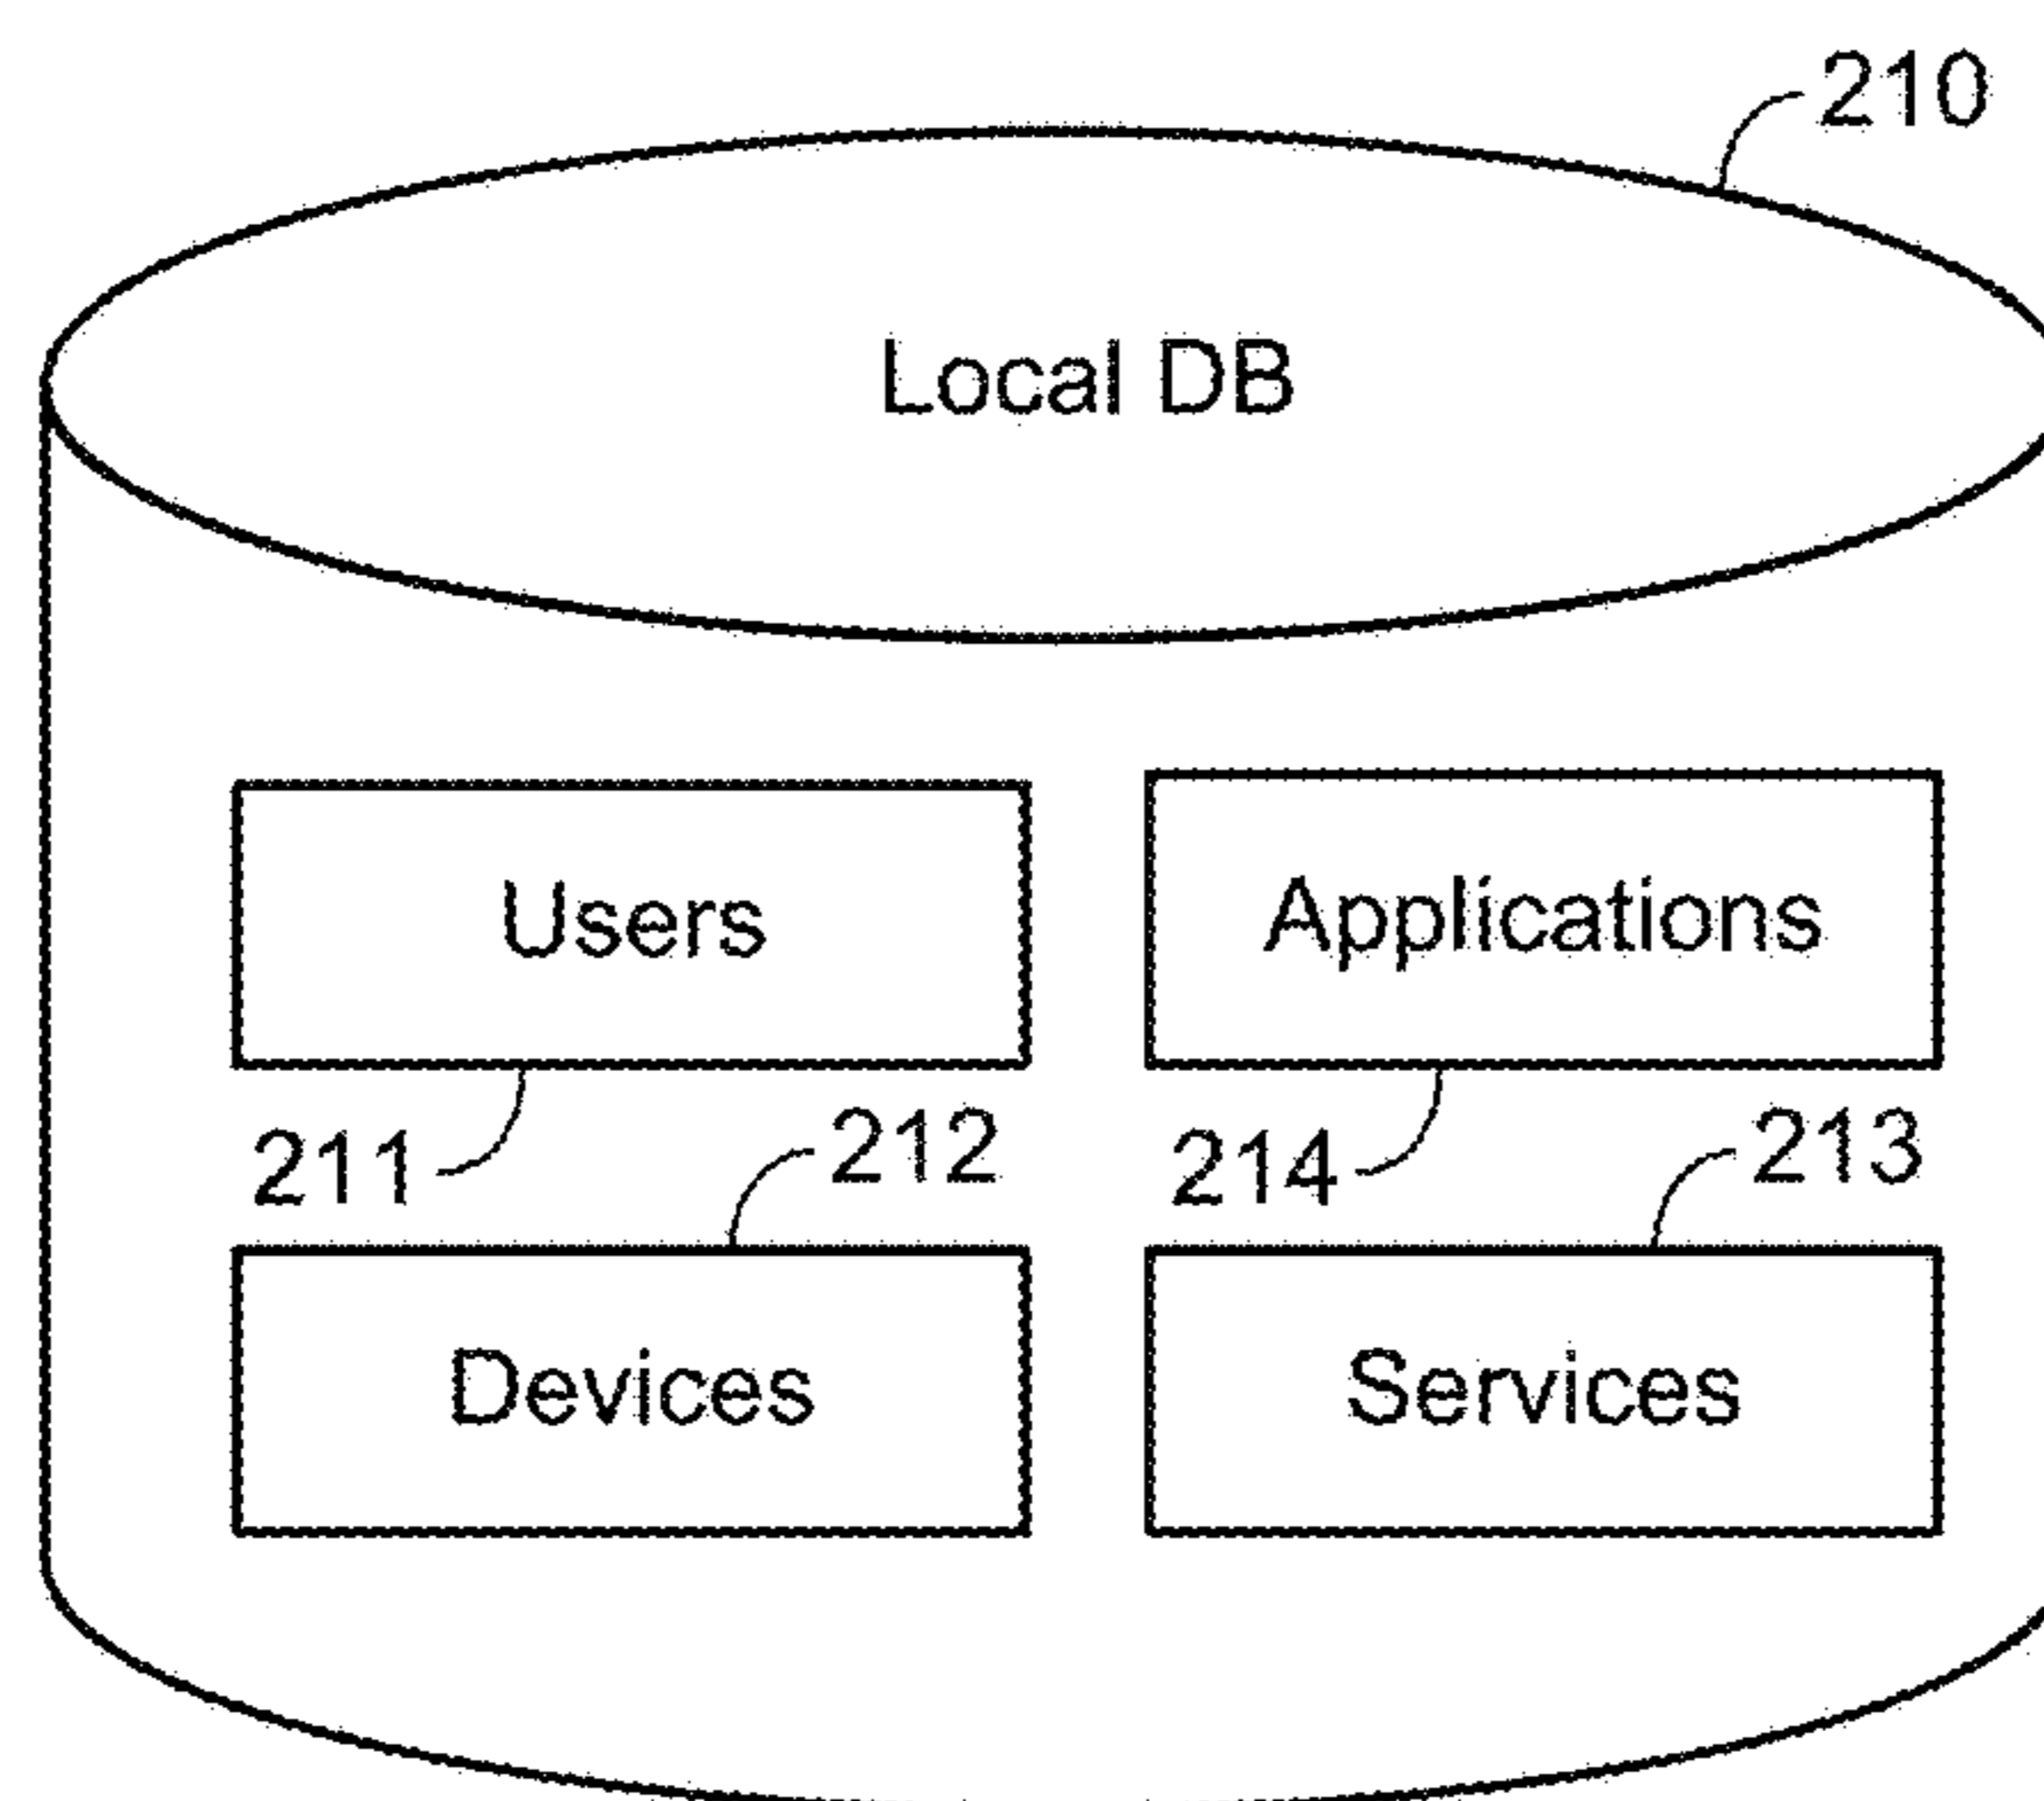 210
Local DB
Users
Applications
211
212
214
213
Devices
Services